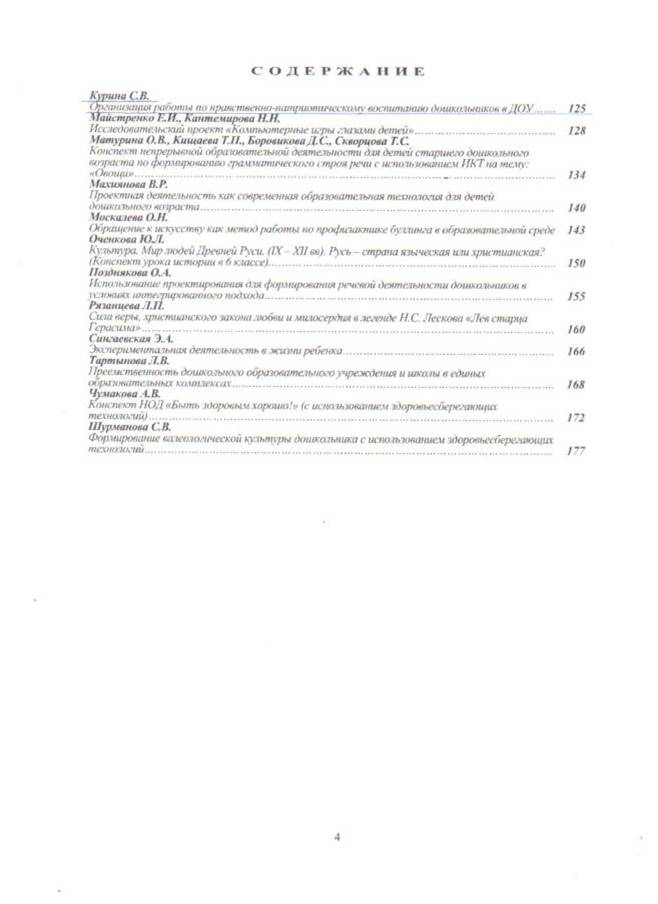 СОДЕРЖАНИЕ
Курина С.В.
Организация работы по нравственно-патриотическому воспитанию дошкольников в ДОУ....... 125
Майстренко Е.И., Кантемирова Н.Н.
Исследовательский проект «Компьютерные игры глазами детей»........ 128
Матурина О.В., Кищаева Т.П., Боровикова Д.С., Скворцова Т.С.
Конспект непрерывной образовательной деятельности для детей старшего дошкольного
возраста по формированию грамматического строя речи с использованием ИКТ на тему:
«Овощи»........ 134
Махиянова В.Р.
Проектная деятельность как современная образовательная технология для детей
дошкольного возраста........ 140
Москалева О.Н.
Обращение к искусству как метод работы по профилактике буллинга в образовательной среде 143
Оченкова Ю.Л.
Культура. Мир людей Древней Руси. (IX – XII вв). Русь – страна языческая или христианская?
(Конспект урока истории в 6 классе)........ 150
Позднякова О.А.
Использование проектирования для формирования речевой деятельности дошкольников в
условиях интегрированного подхода........ 155
Рязанцева Л.П.
Сила веры, христианского закона любви и милосердия в легенде Н.С. Лескова «Лев старца
Герасима»........ 160
Сингаевская Э.А.
Экспериментальная деятельность в жизни ребенка........ 166
Тартынова Л.В.
Преемственность дошкольного образовательного учреждения и школы в единых
образовательных комплексах........ 168
Чумакова А.В.
Конспект НОД «Быть здоровым хорошо!» (с использованием здоровьесберегающих
технологий)........ 172
Шурманова С.В.
Формирование валеологической культуры дошкольника с использованием здоровьесберегающих
технологий........ 177
4